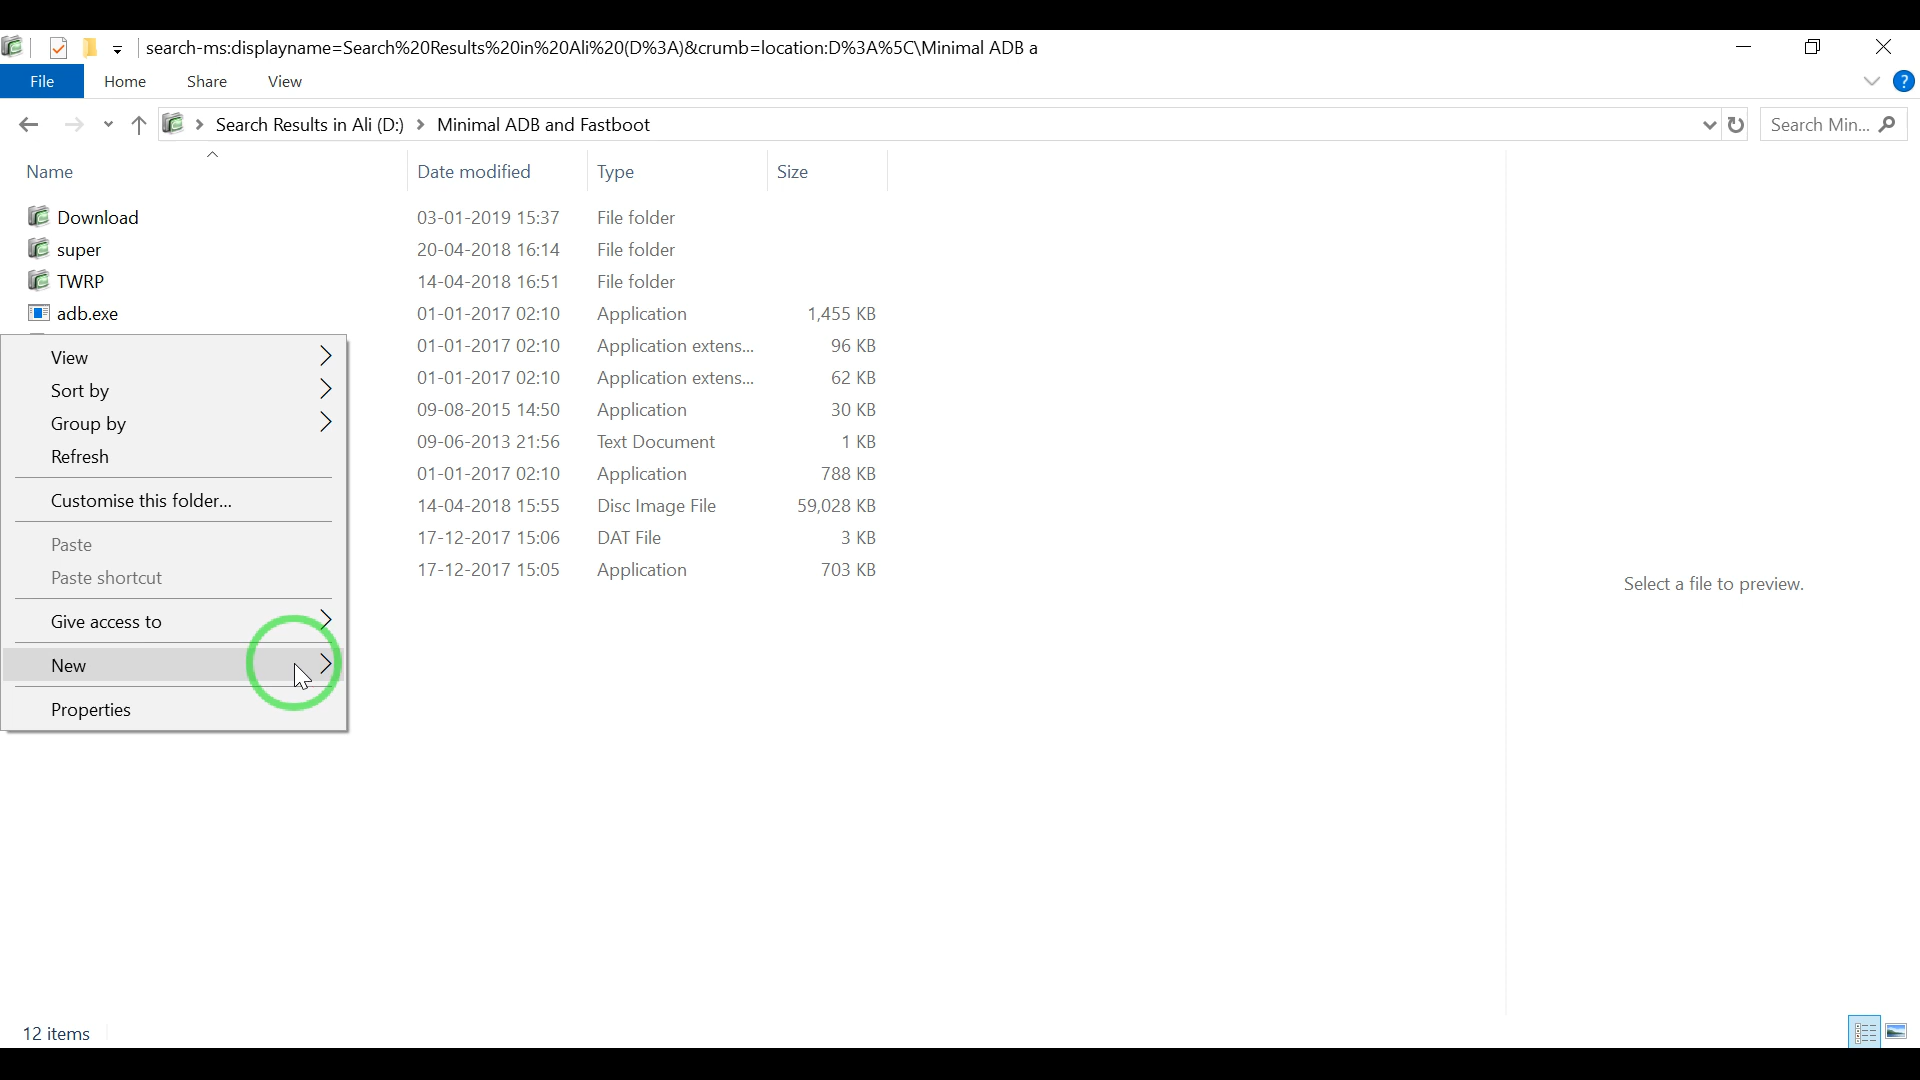 search-ms:displayname=Search%20Results%20in%20Ali%20(D%3A)&crumb=location:D%3A%5C\Minimal ADB a
File Home Share View ?
Search Results in Ali (D:) Minimal ADB and Fastboot Search Min...
Name Date modified Type Size
Download 03-01-2019 15:37 File folder
super 20-04-2018 16:14 File folder
TWRP 14-04-2018 16:51 File folder
adb.exe 01-01-2017 02:10 Application 1,455 KB
01-01-2017 02:10 Application extens... 96 KB
01-01-2017 02:10 Application extens... 62 KB
09-08-2015 14:50 Application 30 KB
09-06-2013 21:56 Text Document 1 KB
01-01-2017 02:10 Application 788 KB
14-04-2018 15:55 Disc Image File 59,028 KB
17-12-2017 15:06 DAT File 3 KB
17-12-2017 15:05 Application 703 KB
View
Sort by
Group by
Refresh
Customise this folder...
Paste
Paste shortcut
Give access to
New
Properties
Select a file to preview.
12 items